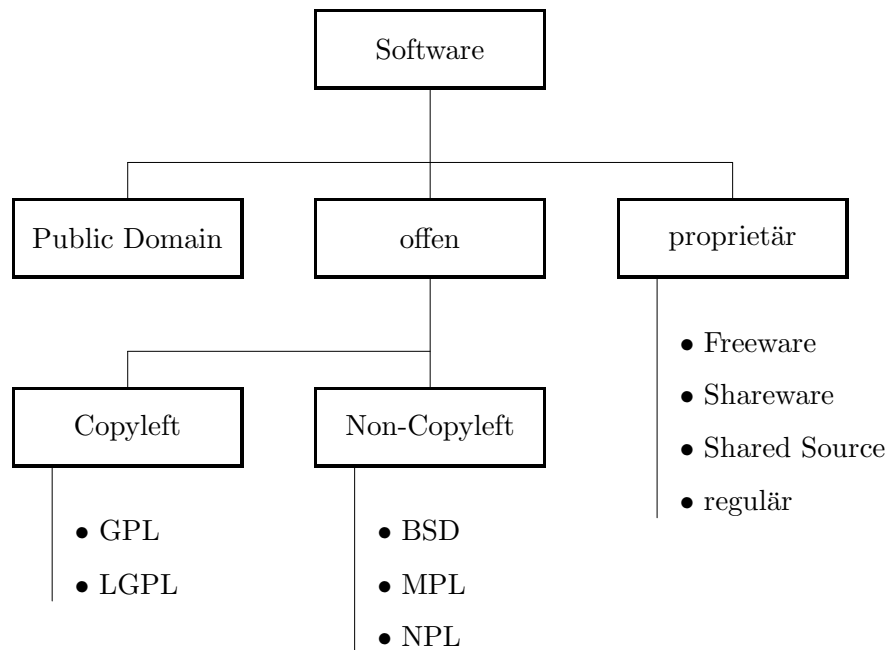 Software
Public Domain
offen
proprietär
• Freeware
• Shareware
• Shared Source
• regulär
Copyleft
Non-Copyleft
• GPL
• LGPL
• BSD
• MPL
• NPL